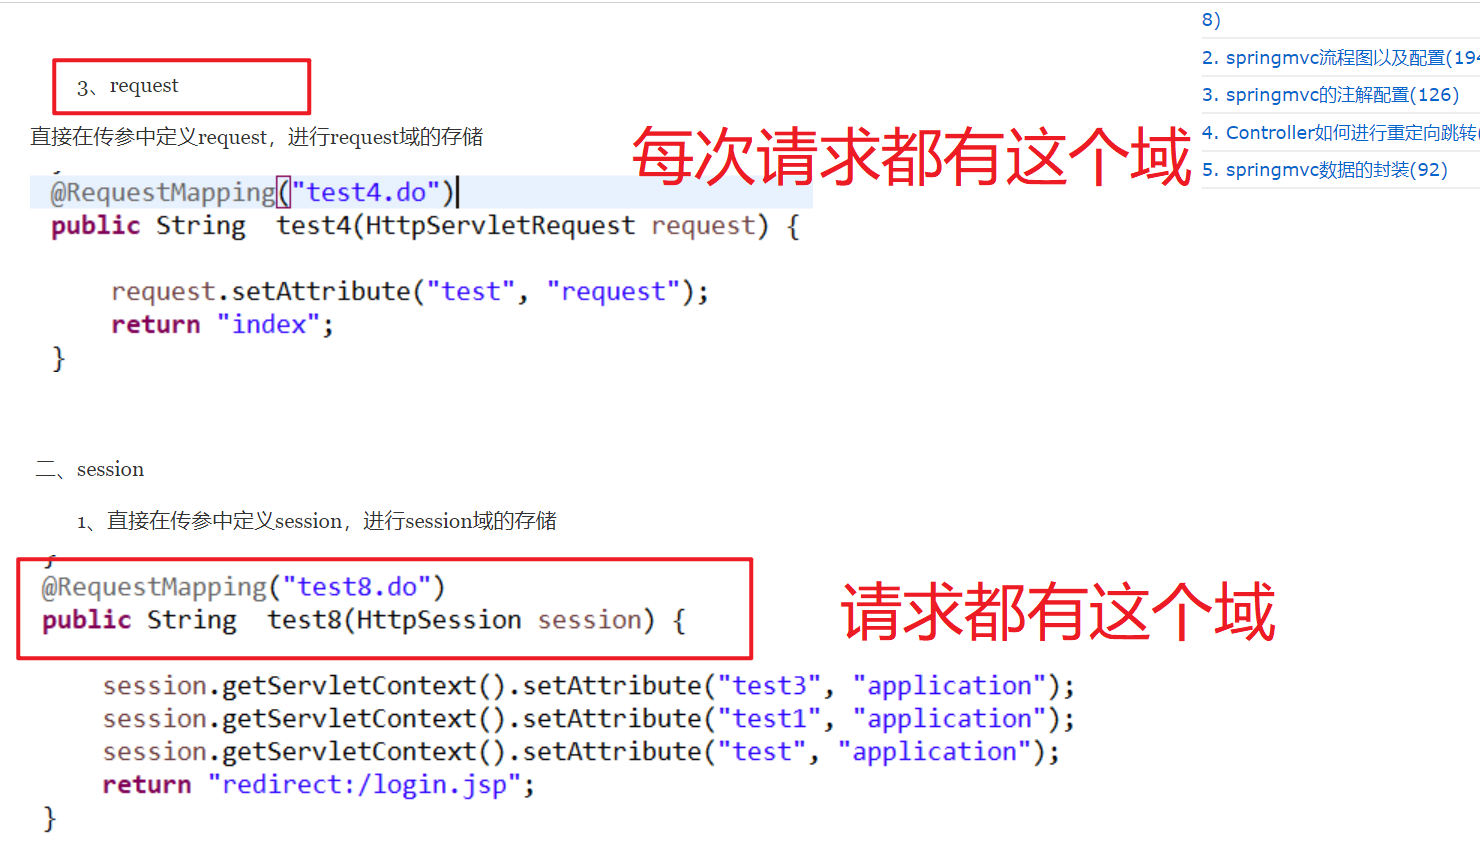 3、request
直接在传参中定义request，进行request域的存储
每次请求都有这个域
@RequestMapping("test4.do")
public String  test4(HttpServletRequest request) {
request.setAttribute("test", "request");
return "index";
}
二、session
1、直接在传参中定义session，进行session域的存储
@RequestMapping("test8.do")
public String  test8(HttpSession session) {
请求都有这个域
session.getServletContext().setAttribute("test3", "application");
session.getServletContext().setAttribute("test1", "application");
session.getServletContext().setAttribute("test", "application");
return "redirect:/login.jsp";
}
8)
2. springmvc流程图以及配置(194
3. springmvc的注解配置(126)
4. Controller如何进行重定向跳转(
5. springmvc数据的封装(92)